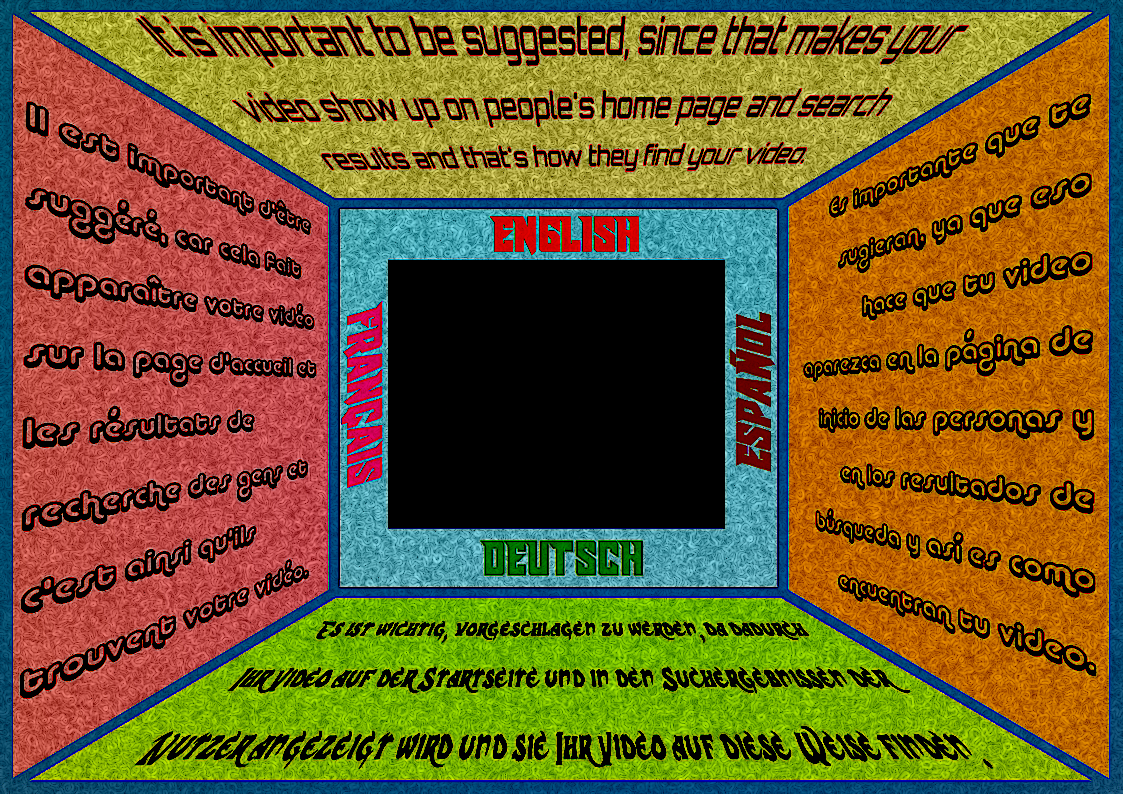 It is important to be suggested, since that makes your
video show up on people's home page and search
results and that's how they find your video.
Il est important d'être
suggéré, car cela fait
apparaître votre vidéo
sur la page d'accueil et
les résultats de
recherche des gens et
c'est ainsi qu'ils
trouvent votre vidéo.
ENGLISH
FRANÇAIS
ESPAÑOL
DEUTSCH
Es importante que te
sugieran, ya que eso
hace que tu video
aparezca en la página de
inicio de las personas y
en los resultados de
búsqueda y así es como
encuentran tu video.
Es ist wichtig, vorgeschlagen zu werden, da dadurch
Ihr Video auf der Startseite und in den Suchergebnissen der
Nutzer angezeigt wird und sie Ihr Video auf diese Weise finden.